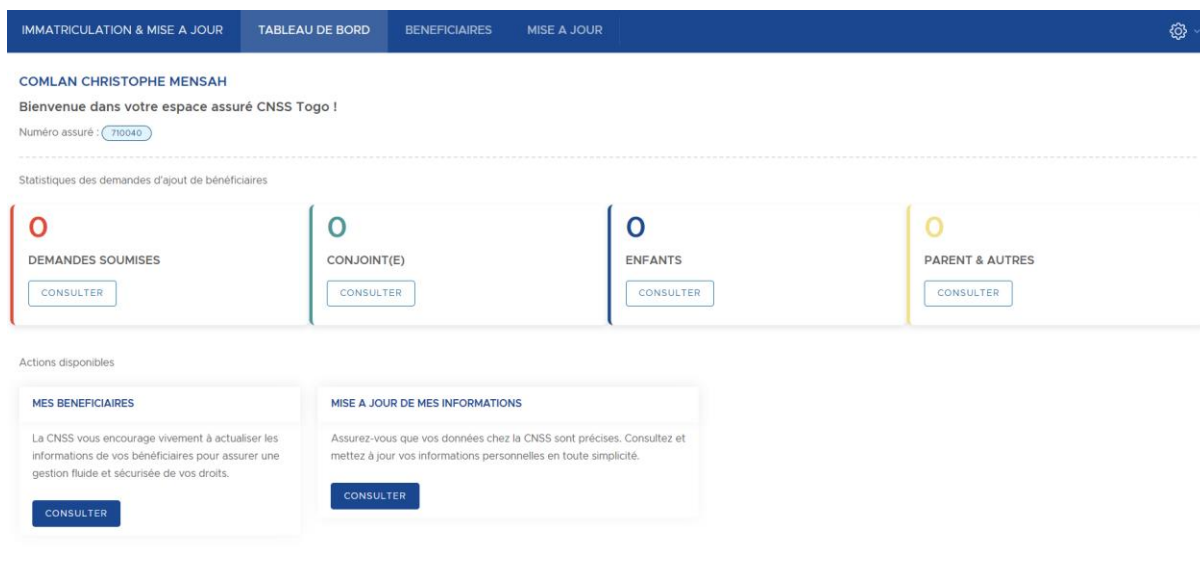 IMMATRICULATION & MISE A JOUR
TABLEAU DE BORD
BENEFICIAIRES
MISE A JOUR
COMLAN CHRISTOPHE MENSAH
Bienvenue dans votre espace assuré CNSS Togo !
Numéro assuré : 710040
Statistiques des demandes d'ajout de bénéficiaires
0
DEMANDES SOUMISES
CONSULTER
0
CONJOINT(E)
CONSULTER
0
ENFANTS
CONSULTER
0
PARENT & AUTRES
CONSULTER
Actions disponibles
MES BENEFICIAIRES
La CNSS vous encourage vivement à actualiser les
informations de vos bénéficiaires pour assurer une
gestion fluide et sécurisée de vos droits.
CONSULTER
MISE A JOUR DE MES INFORMATIONS
Assurez-vous que vos données chez la CNSS sont précises. Consultez et
mettez à jour vos informations personnelles en toute simplicité.
CONSULTER